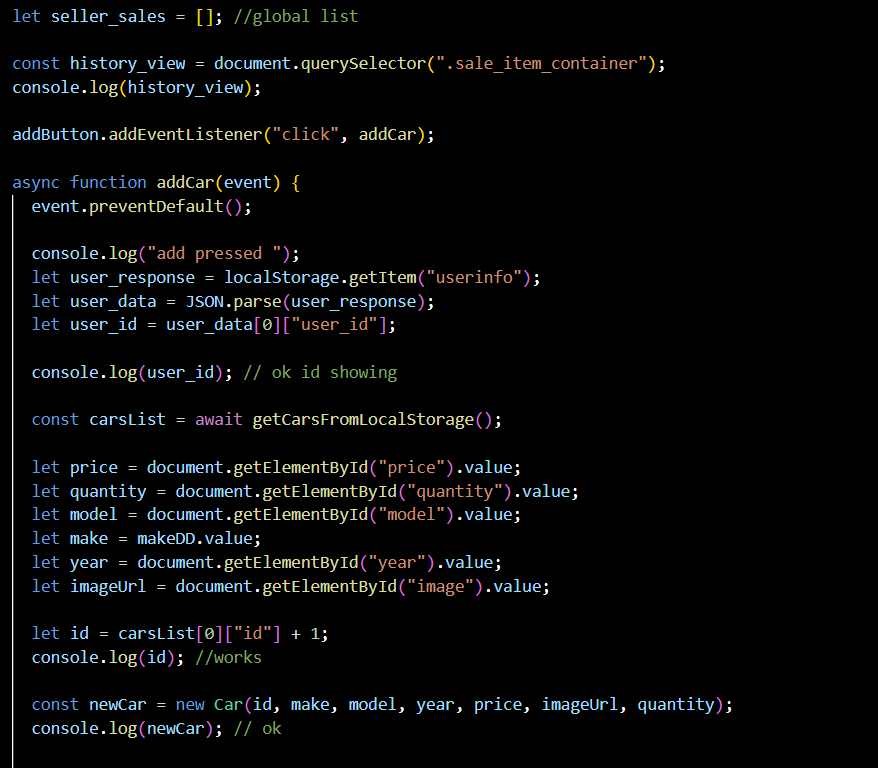 let seller_sales = []; //global list
const history_view = document.querySelector(".sale_item_container");
console.log(history_view);
addButton.addEventListener("click", addCar);
async function addCar(event) {
event.preventDefault();
console.log("add pressed ");
let user_response = localStorage.getItem("userinfo");
let user_data = JSON.parse(user_response);
let user_id = user_data[0]["user_id"];
console.log(user_id); // ok id showing
const carsList = await getCarsFromLocalStorage();
let price = document.getElementById("price").value;
let quantity = document.getElementById("quantity").value;
let model = document.getElementById("model").value;
let make = makeDD.value;
let year = document.getElementById("year").value;
let imageUrl = document.getElementById("image").value;
let id = carsList[0]["id"] + 1;
console.log(id); //works
const newCar = new Car(id, make, model, year, price, imageUrl, quantity);
console.log(newCar); // ok